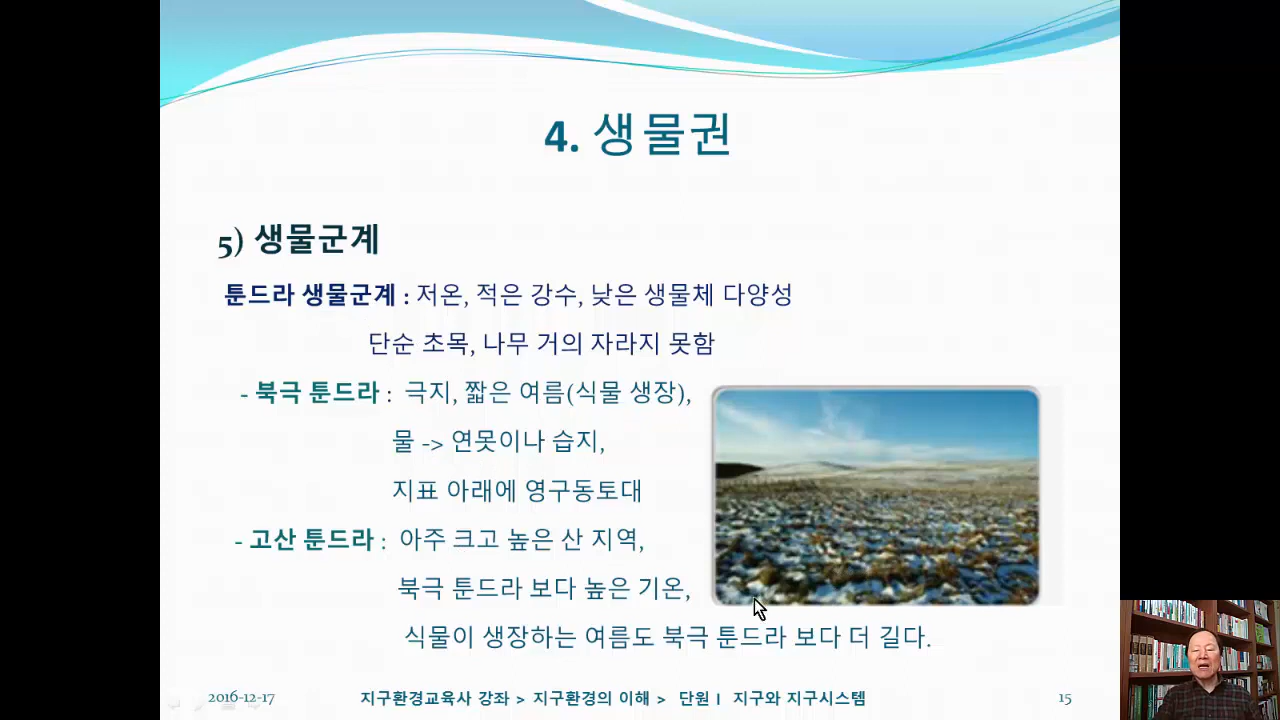 4. 생물권
5) 생물군계
툰드라 생물군계 : 저온, 적은 강수, 낮은 생물체 다양성
단순 초목, 나무 거의 자라지 못함
- 북극 툰드라 : 극지, 짧은 여름(식물 생장),
물 -> 연못이나 습지,
지표 아래에 영구동토대
- 고산 툰드라 : 아주 크고 높은 산 지역,
북극 툰드라 보다 높은 기온,
식물이 생장하는 여름도 북극 툰드라 보다 더 길다.
2016-12-17 지구환경교육사 강좌 > 지구환경의 이해 > 단원 I 지구와 지구시스템 15